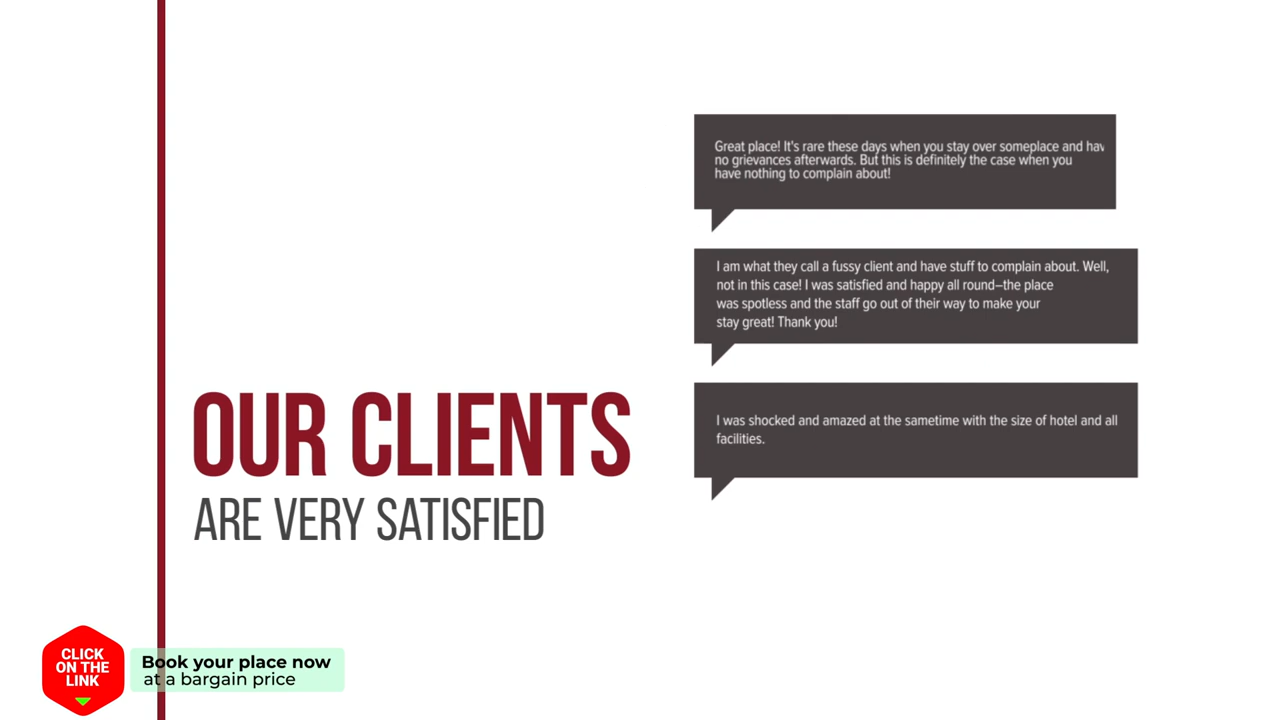 Great place! It's rare these days when you stay over someplace and hav
no grievances afterwards. But this is definitely the case when you
have nothing to complain about!
I am what they call a fussy client and have stuff to complain about. Well,
not in this case! I was satisfied and happy all round–the place
was spotless and the staff go out of their way to make your
stay great! Thank you!
I was shocked and amazed at the sametime with the size of hotel and all
facilities.
OUR CLIENTS
ARE VERY SATISFIED
CLICK
ON THE
LINK
Book your place now
at a bargain price